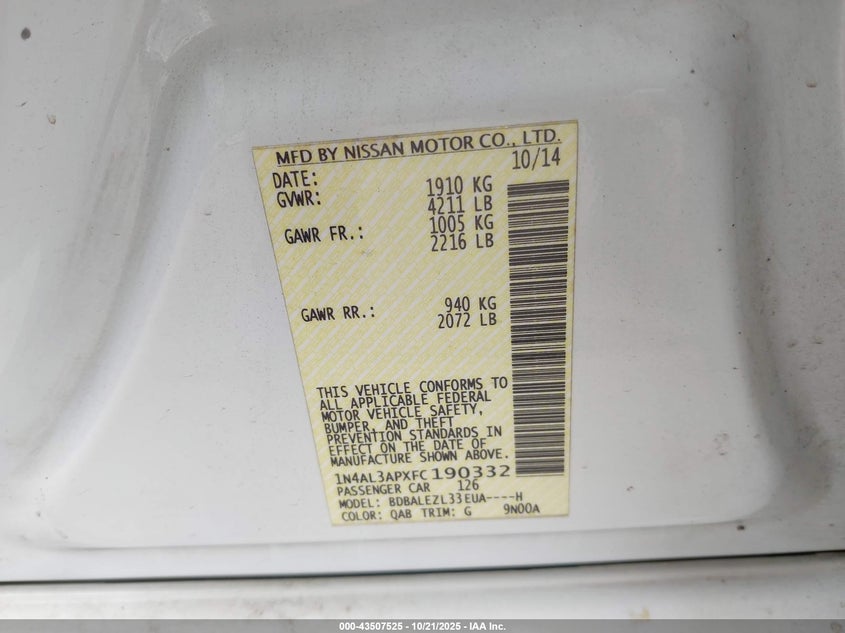 MFD BY NISSAN MOTOR CO., LTD.
DATE: 10/14
GVWR: 1910 KG
4211 LB
GAWR FR.: 1005 KG
2216 LB
GAWR RR.: 940 KG
2072 LB
THIS VEHICLE CONFORMS TO
ALL APPLICABLE FEDERAL
MOTOR VEHICLE SAFETY,
BUMPER, AND THEFT
PREVENTION STANDARDS IN
EFFECT ON THE DATE OF
MANUFACTURE SHOWN ABOVE.
1N4AL3APXFC190332
PASSENGER CAR 126
MODEL: BDBALEZL33EUA----H
COLOR: QAB TRIM: G 9N00A
000-43507525 - 10/21/2025 - IAA Inc.